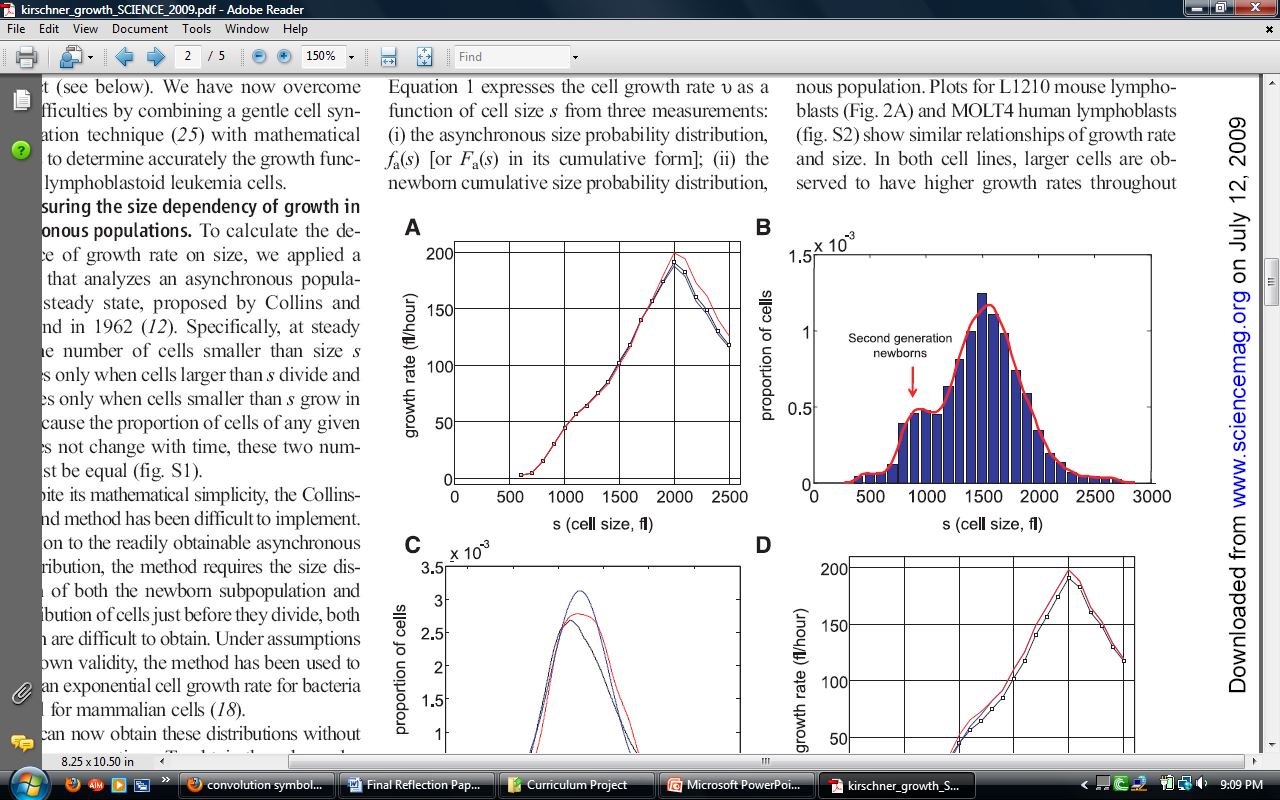 kirschner_growth_SCIENCE_2009.pdf - Adobe Reader
File Edit View Document Tools Window Help
2 / 5 150% Find
t (see below). We have now overcome
fficulties by combining a gentle cell syn-
ation technique (25) with mathematical
to determine accurately the growth func-
lymphoblastoid leukemia cells.
suring the size dependency of growth in
onous populations. To calculate the de-
ce of growth rate on size, we applied a
that analyzes an asynchronous popula-
steady state, proposed by Collins and
nd in 1962 (12). Specifically, at steady
e number of cells smaller than size s
es only when cells larger than s divide and
es only when cells smaller than s grow in
cause the proportion of cells of any given
es not change with time, these two num-
st be equal (fig. S1).
pite its mathematical simplicity, the Collins-
nd method has been difficult to implement.
ion to the readily obtainable asynchronous
ribution, the method requires the size dis-
n of both the newborn subpopulation and
ribution of cells just before they divide, both
h are difficult to obtain. Under assumptions
own validity, the method has been used to
an exponential cell growth rate for bacteria
l for mammalian cells (18).
can now obtain these distributions without
Equation 1 expresses the cell growth rate υ as a
function of cell size s from three measurements:
(i) the asynchronous size probability distribution,
fa(s) [or Fa(s) in its cumulative form]; (ii) the
newborn cumulative size probability distribution,
nous population. Plots for L1210 mouse lympho-
blasts (Fig. 2A) and MOLT4 human lymphoblasts
(fig. S2) show similar relationships of growth rate
and size. In both cell lines, larger cells are ob-
served to have higher growth rates throughout
A
200
150
100
50
0
growth rate (fl/hour)
0 500 1000 1500 2000 2500
s (cell size, fl)
B
x 10-3
1.5
1
0.5
0
proportion of cells
Second generation
newborns
0 500 1000 1500 2000 2500 3000
s (cell size, fl)
C
x 10-3
3.5
3
2.5
2
1.5
1
proportion of cells
D
200
150
100
50
growth rate (fl/hour)
Downloaded from www.sciencemag.org on July 12, 2009
8.25 x 10.50 in
convolution symbol... Final Reflection Pap... Curriculum Project Microsoft PowerPoi... kirschner_growth_S... 9:09 PM